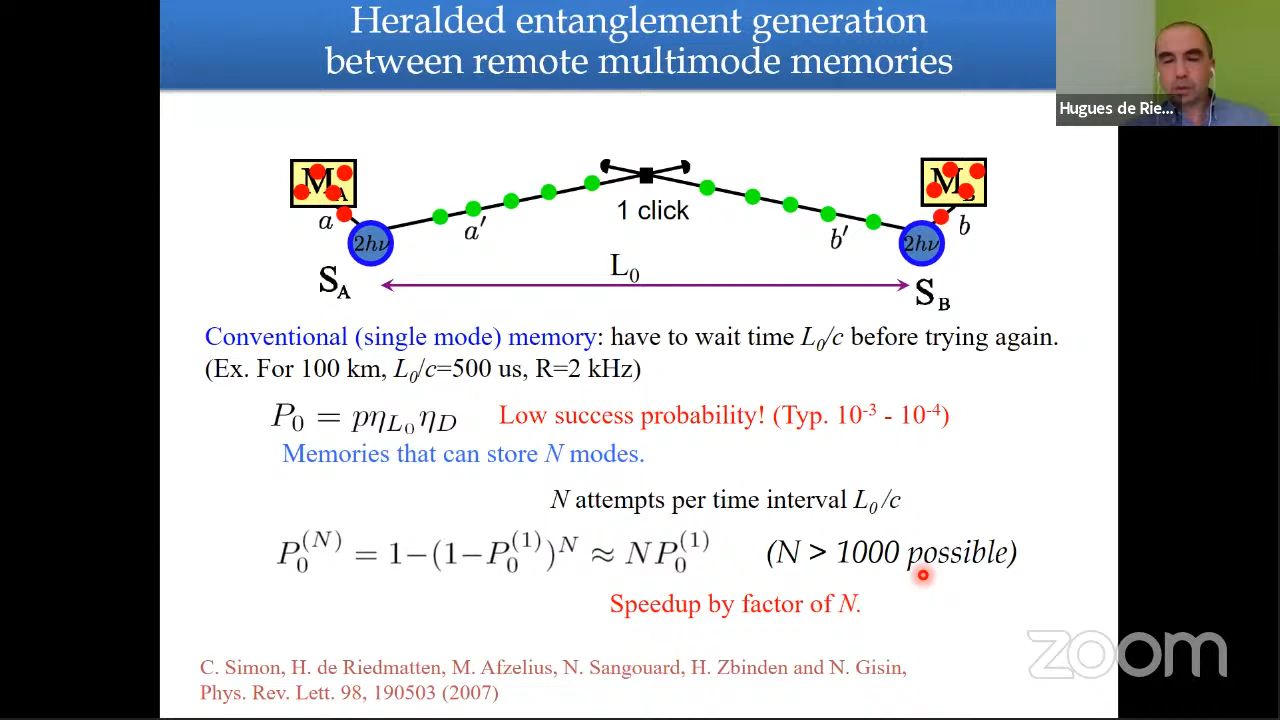 Heralded entanglement generation
between remote multimode memories
Hugues de Rie...
M_A
M_B
1 click
a
a′
b′
b
2hν
2hν
S_A
L_0
S_B
Conventional (single mode) memory: have to wait time L_0/c before trying again.
(Ex. For 100 km, L_0/c=500 us, R=2 kHz)
P_0 = pη_{L_0}η_D Low success probability! (Typ. 10^{-3} - 10^{-4})
Memories that can store N modes.
N attempts per time interval L_0/c
P_0^{(N)} = 1−(1−P_0^{(1)})^N ≈ NP_0^{(1)} (N > 1000 possible)
Speedup by factor of N.
zoom
C. Simon, H. de Riedmatten, M. Afzelius, N. Sangouard, H. Zbinden and N. Gisin,
Phys. Rev. Lett. 98, 190503 (2007)